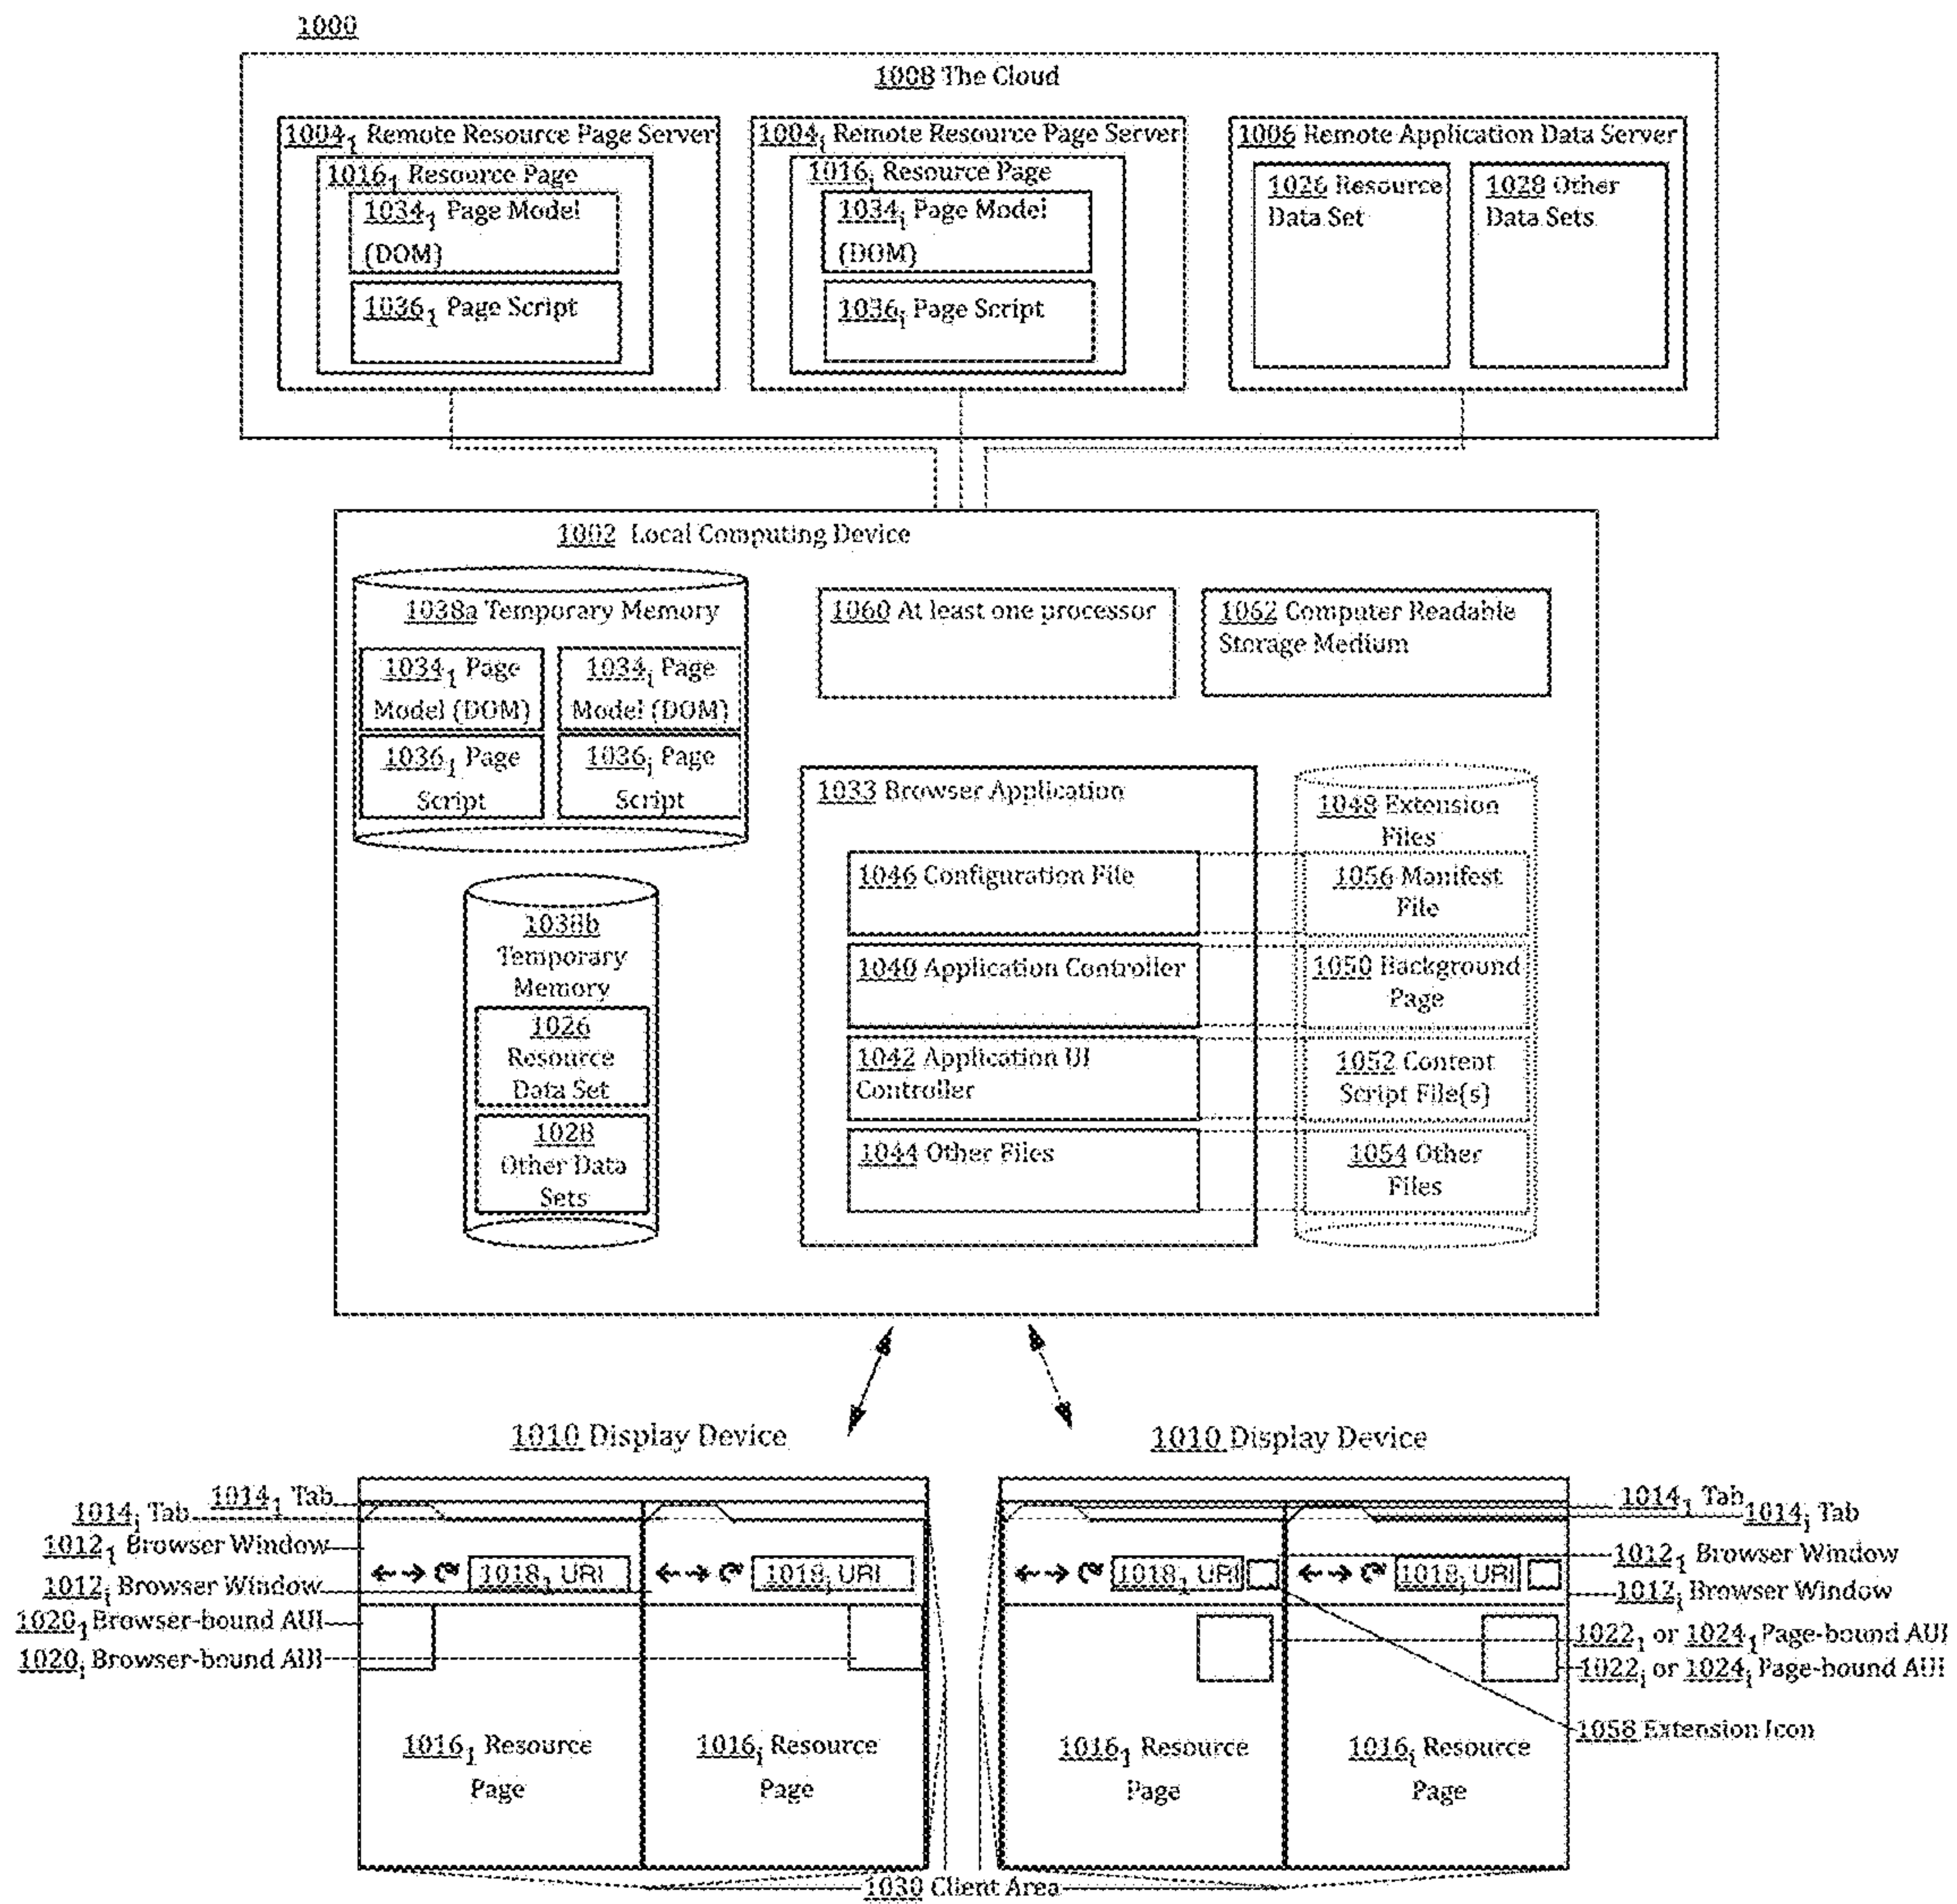 1000
1008 The Cloud
1004₁ Remote Resource Page Server
1016₁ Resource Page
1034₁ Page Model
(DOM)
1036₁ Page Script
1004ᵢ Remote Resource Page Server
1016ᵢ Resource Page
1034ᵢ Page Model
(DOM)
1036ᵢ Page Script
1006 Remote Application Data Server
1026 Resource
Data Set
1028 Other
Data Sets
1002 Local Computing Device
1038a Temporary Memory
1034₁ Page
Model (DOM)
1034ᵢ Page
Model (DOM)
1036₁ Page
Script
1036ᵢ Page
Script
1060 At least one processor
1062 Computer Readable
Storage Medium
1038b
Temporary
Memory
1026
Resource
Data Set
1028
Other Data
Sets
1033 Browser Application
1046 Configuration File
1040 Application Controller
1042 Application UI
Controller
1044 Other Files
1048 Extension
Files
1056 Manifest
File
1050 Background
Page
1052 Content
Script File(s)
1054 Other
Files
1010 Display Device
1014₁ Tab
1014ᵢ Tab
1012₁ Browser Window
1012ᵢ Browser Window
1020₁ Browser-bound AUI
1020ᵢ Browser-bound AUI
1018₁ URI
1018ᵢ URI
1016₁ Resource
Page
1016ᵢ Resource
Page
1010 Display Device
1014₁ Tab
1014ᵢ Tab
1018₁ URI
1018ᵢ URI
1012₁ Browser Window
1012ᵢ Browser Window
1022₁ or 1024₁ Page-bound AUI
1022ᵢ or 1024ᵢ Page-bound AUI
1058 Extension Icon
1016₁ Resource
Page
1016ᵢ Resource
Page
1030 Client Area